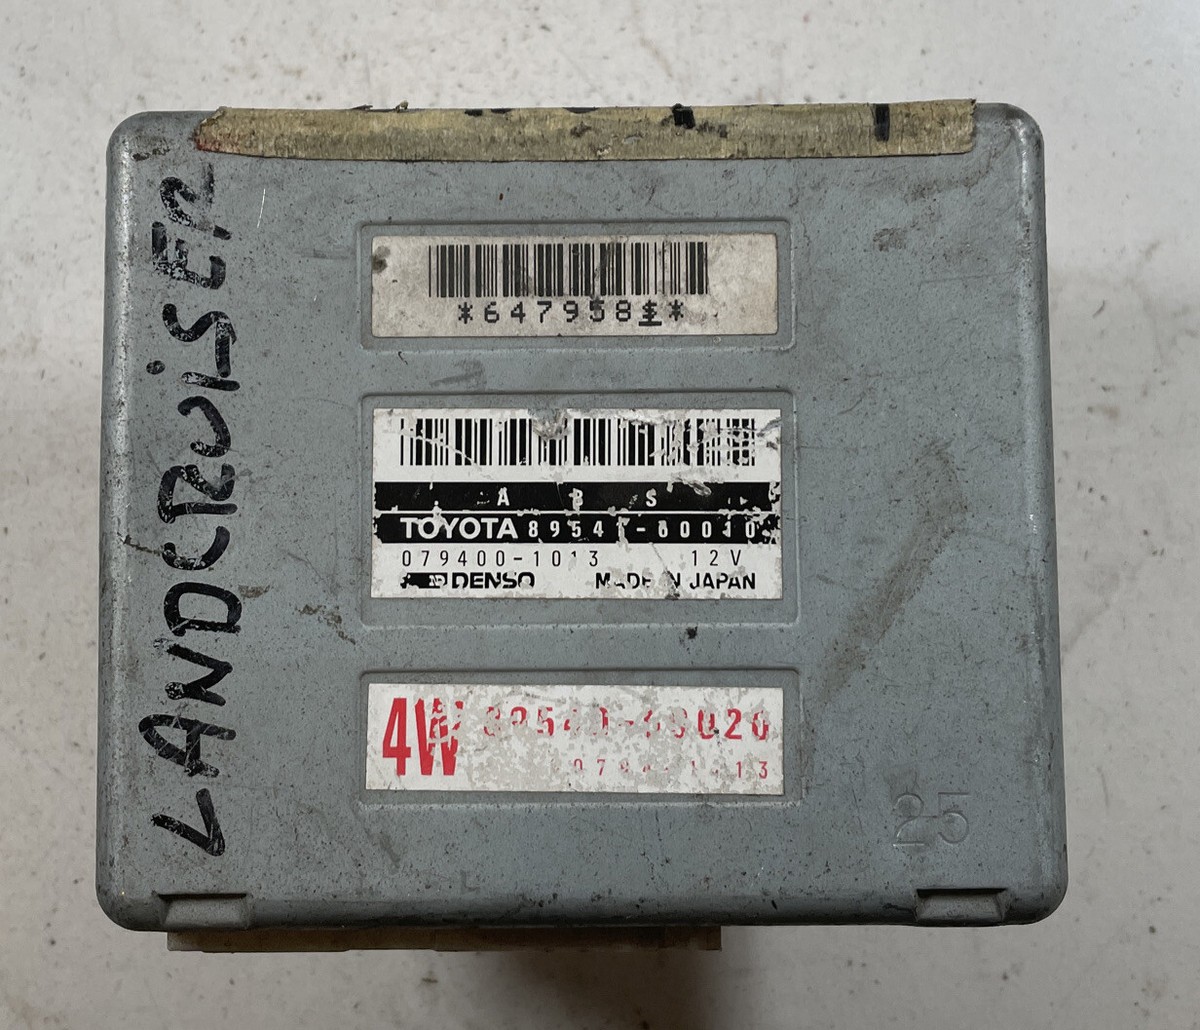 LANDCRUiSER
*647958$*
A B S
TOYOTA
079400-1013 12V
DENSO MADE IN JAPAN
4W
25